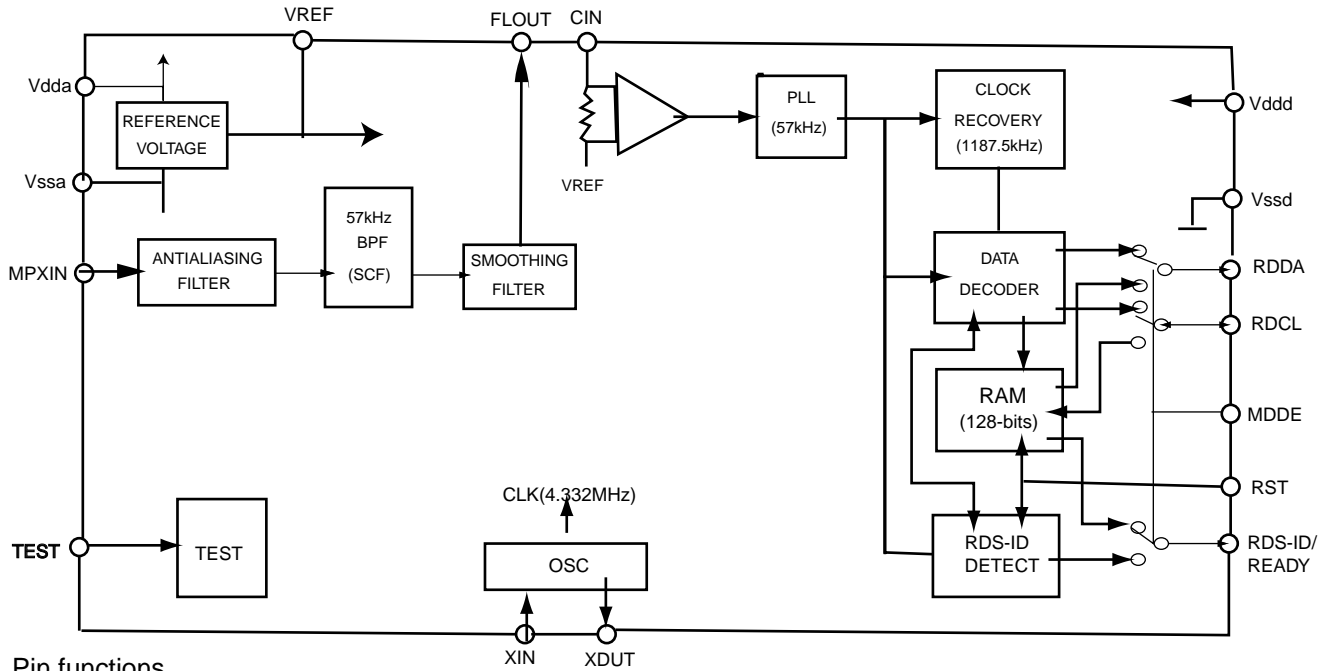 VREF
FLOUT
CIN
Vdda
REFERENCE
VOLTAGE
PLL
(57kHz)
CLOCK
RECOVERY
(1187.5kHz)
Vddd
Vssa
VREF
Vssd
MPXIN
ANTIALIASING
FILTER
57kHz
BPF
(SCF)
SMOOTHING
FILTER
DATA
DECODER
RDDA
RDCL
RAM
(128-bits)
MDDE
CLK(4.332MHz)
RST
TEST
TEST
OSC
RDS-ID
DETECT
RDS-ID/
READY
XIN
XDUT
Pin functions